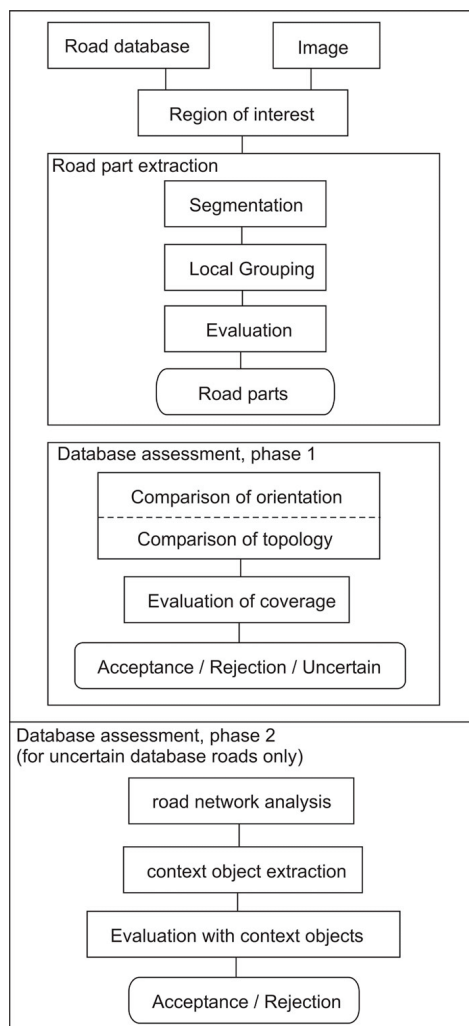 Road database
Image
Region of interest
Road part extraction
Segmentation
Local Grouping
Evaluation
Road parts
Database assessment, phase 1
Comparison of orientation
Comparison of topology
Evaluation of coverage
Acceptance / Rejection / Uncertain
Database assessment, phase 2
(for uncertain database roads only)
road network analysis
context object extraction
Evaluation with context objects
Acceptance / Rejection